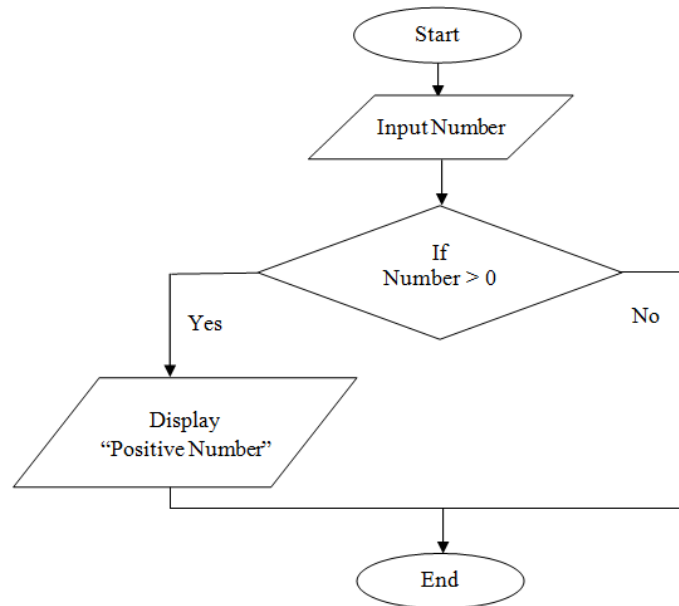 Start
Input Number
If
Number > 0
Yes
No
Display
“Positive Number”
End